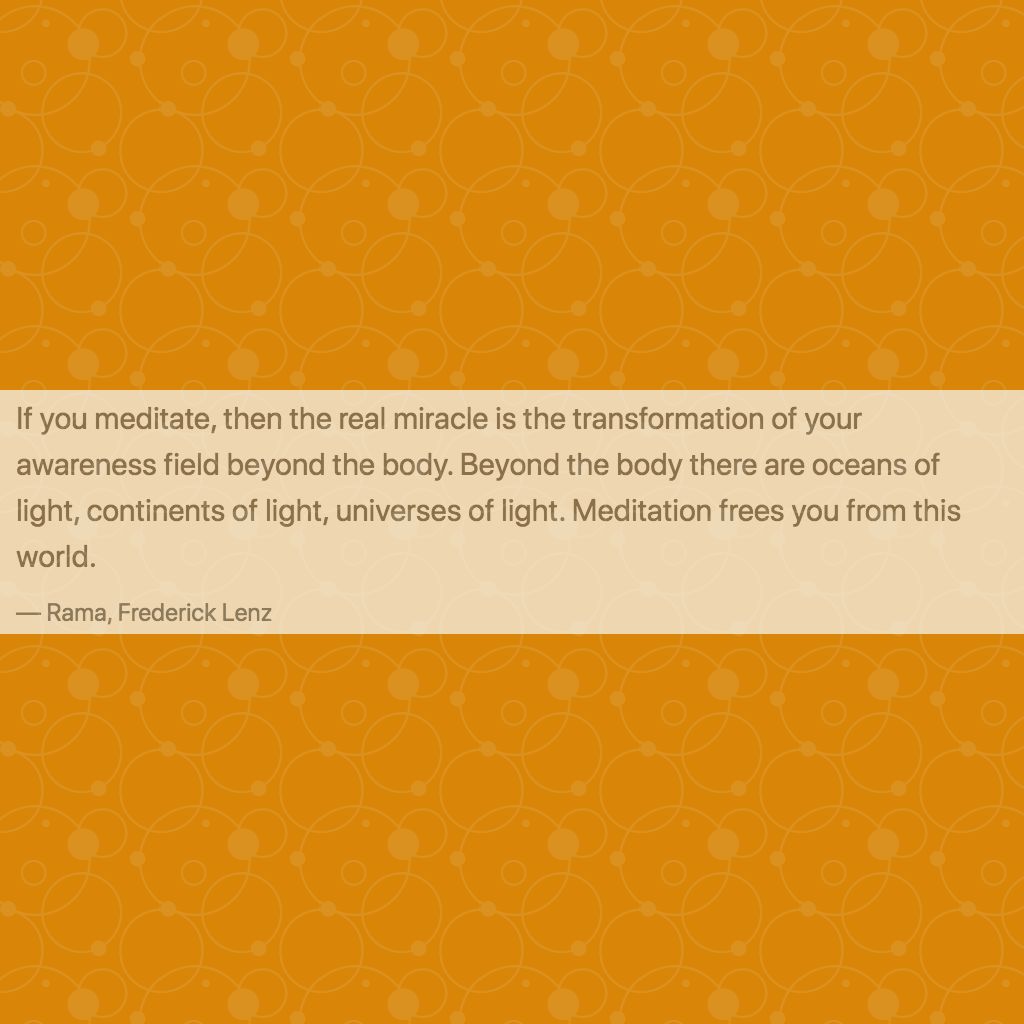 If you meditate, then the real miracle is the transformation of your
awareness field beyond the body. Beyond the body there are oceans of
light, continents of light, universes of light. Meditation frees you from this
world.
— Rama, Frederick Lenz